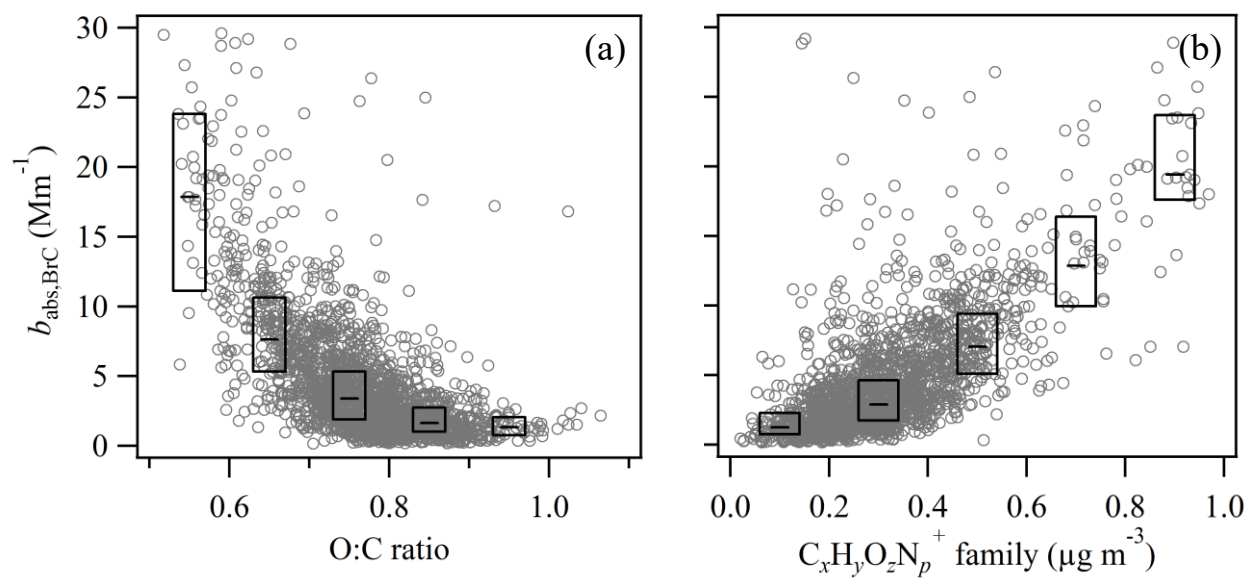 (a)
(b)
30
25
20
15
10
5
0
b_abs,BrC (Mm^-1)
0.6 0.8 1.0
0.0 0.2 0.4 0.6 0.8 1.0
O:C ratio
C_xH_yO_zN_p^+ family (µg m^-3)